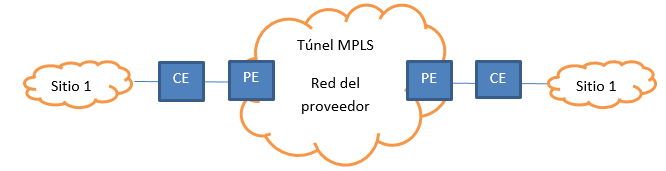 Túnel MPLS
Sitio 1
CE
PE
Red del
proveedor
PE
CE
Sitio 1